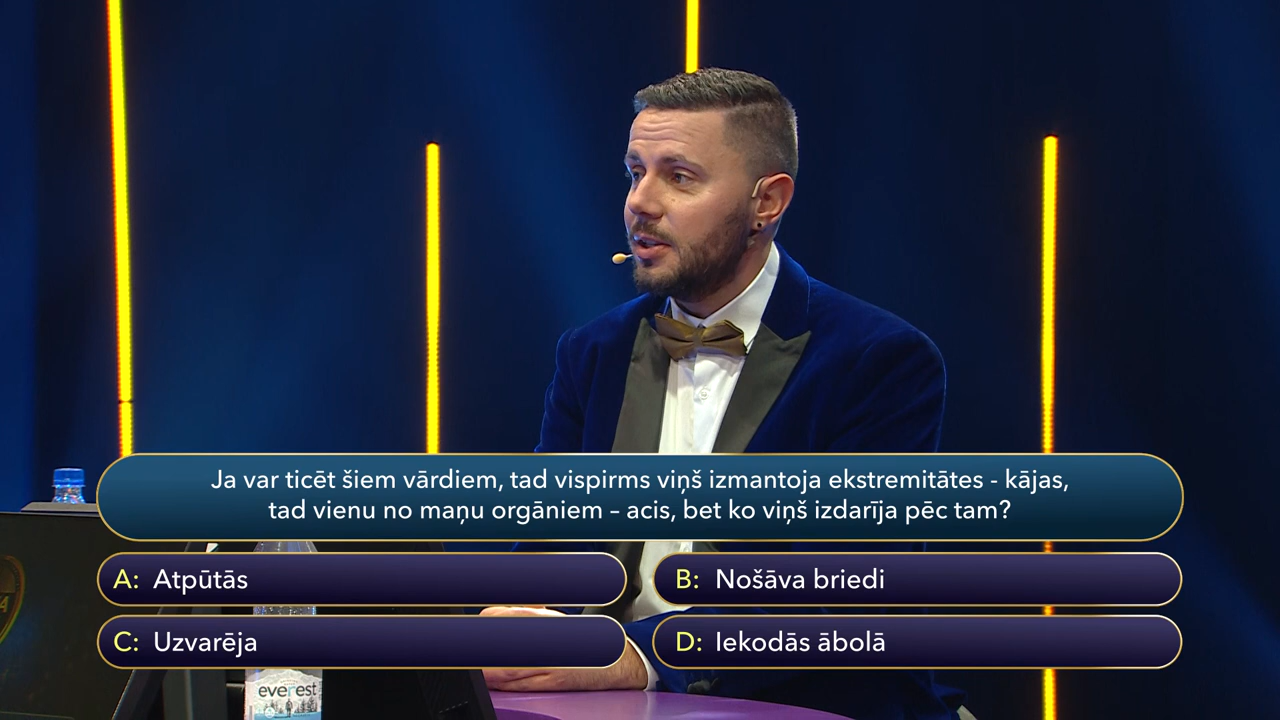 Ja var ticēt šiem vārdiem, tad vispirms viņš izmantoja ekstremitātes - kājas,
tad vienu no maņu orgāniem – acis, bet ko viņš izdarīja pēc tam?
A: Atpūtās
B: Nošāva briedi
C: Uzvarēja
D: Iekodās ābolā
everest